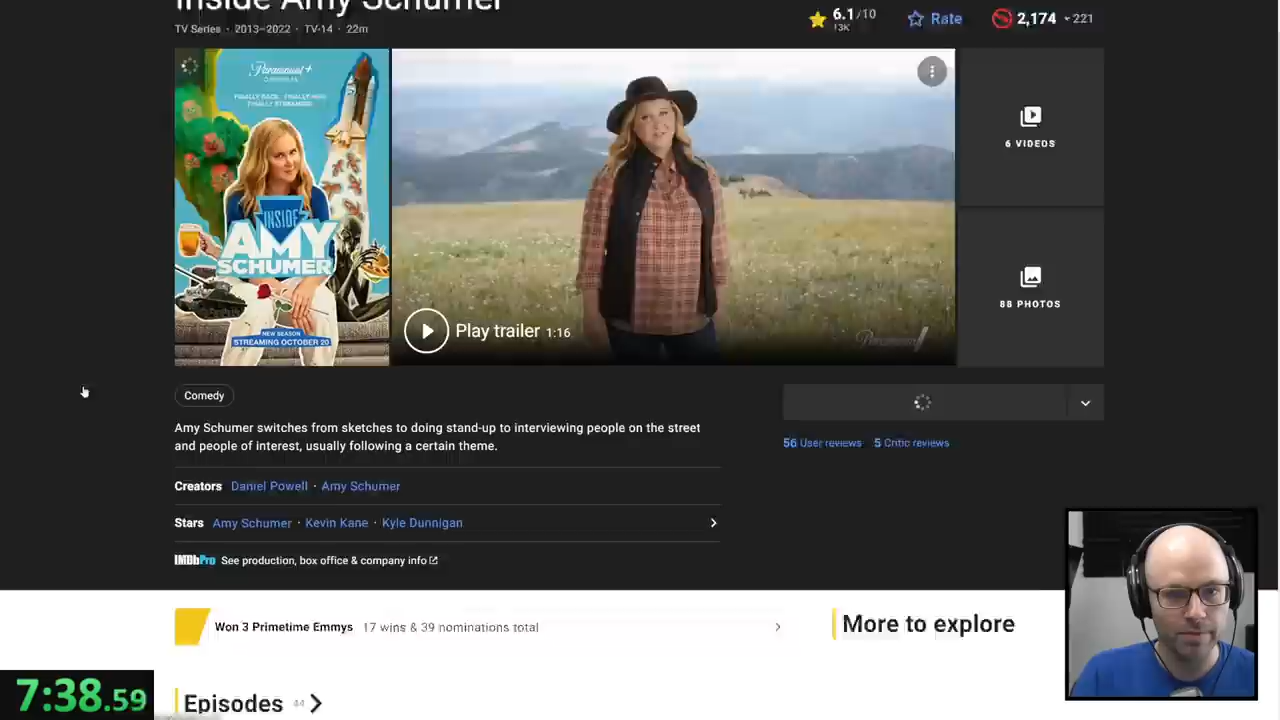 Inside Amy Schumer
TV Series · 2013–2022 · TV-14 · 22m
6.1/10
13K
Rate
2,174
221
Paramount+
FINALLY BACK. FINALLY HERE.
FINALLY STREAMING.
INSIDE
AMY
SCHUMER
NEW SEASON
STREAMING OCTOBER 20
Play trailer 1:16
Paramount+
6 VIDEOS
88 PHOTOS
Comedy
Amy Schumer switches from sketches to doing stand-up to interviewing people on the street
and people of interest, usually following a certain theme.
56 User reviews 5 Critic reviews
Creators Daniel Powell · Amy Schumer
Stars Amy Schumer · Kevin Kane · Kyle Dunnigan
IMDbPro See production, box office & company info
Won 3 Primetime Emmys 17 wins & 39 nominations total
More to explore
Episodes 44
7:38.59